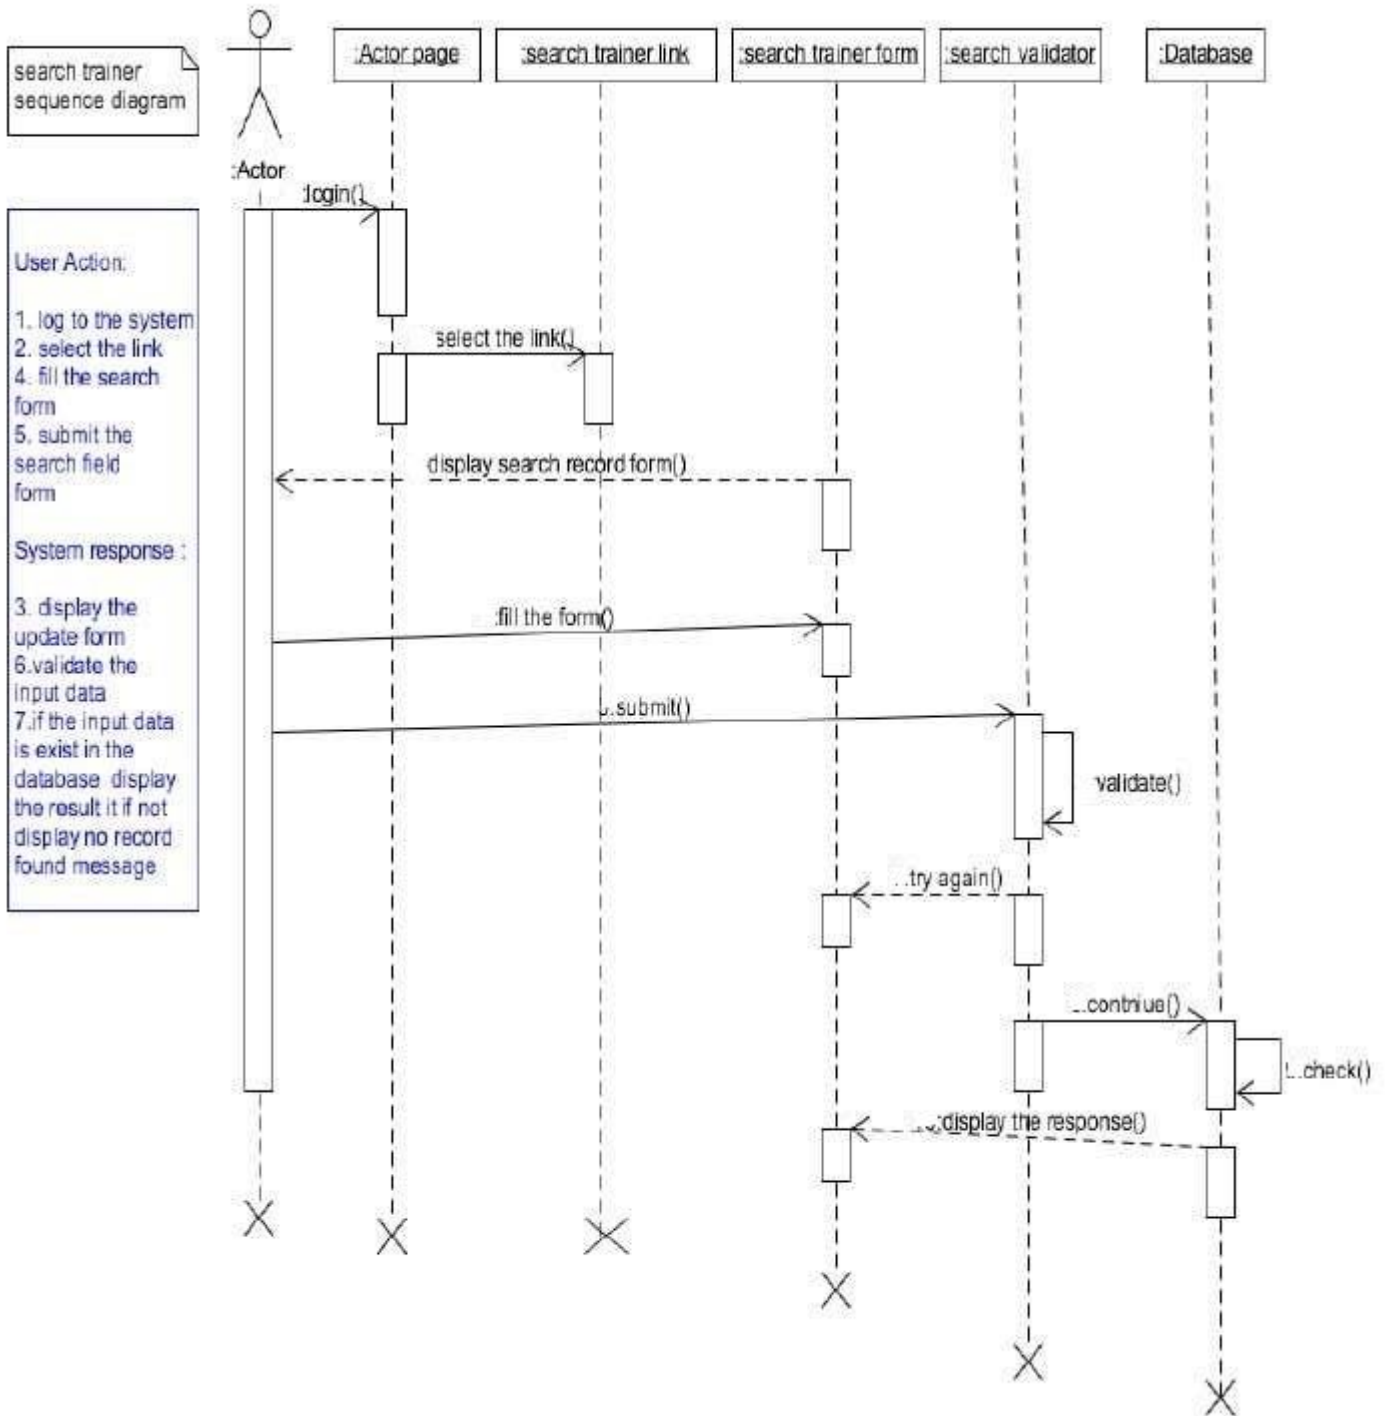 :Actor page
:search trainer link
:search trainer form
:search validator
:Database
search trainer
sequence diagram
:Actor
:login()
User Action:
1. log to the system
2. select the link
4. fill the search
form
5. submit the
search field
form
System response :
3. display the
update form
6.validate the
input data
7.if the input data
is exist in the
database display
the result it if not
display no record
found message
select the link()
display search record form()
:fill the form()
.submit()
:validate()
..try again()
..contniue()
..check()
:display the response()